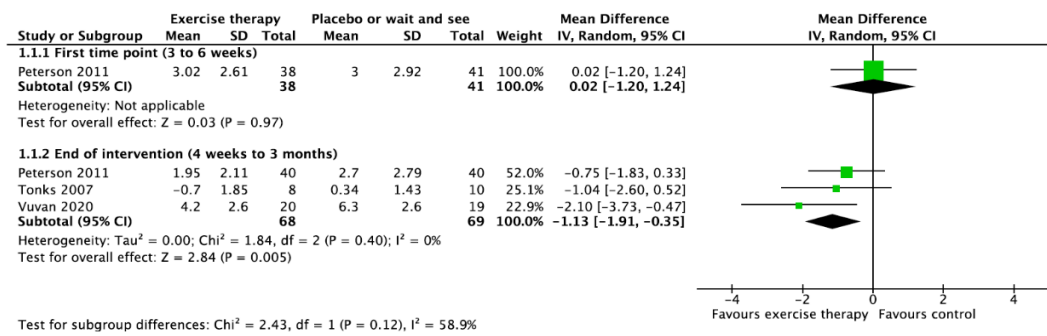 Exercise therapy Placebo or wait and see Mean Difference Mean Difference
Study or Subgroup Mean SD Total Mean SD Total Weight IV, Random, 95% CI IV, Random, 95% CI
1.1.1 First time point (3 to 6 weeks)
Peterson 2011 3.02 2.61 38 3 2.92 41 100.0% 0.02 [−1.20, 1.24]
Subtotal (95% CI) 38 41 100.0% 0.02 [−1.20, 1.24]
Heterogeneity: Not applicable
Test for overall effect: Z = 0.03 (P = 0.97)
1.1.2 End of intervention (4 weeks to 3 months)
Peterson 2011 1.95 2.11 40 2.7 2.79 40 52.0% −0.75 [−1.83, 0.33]
Tonks 2007 −0.7 1.85 8 0.34 1.43 10 25.1% −1.04 [−2.60, 0.52]
Vuvan 2020 4.2 2.6 20 6.3 2.6 19 22.9% −2.10 [−3.73, −0.47]
Subtotal (95% CI) 68 69 100.0% −1.13 [−1.91, −0.35]
Heterogeneity: Tau² = 0.00; Chi² = 1.84, df = 2 (P = 0.40); I² = 0%
Test for overall effect: Z = 2.84 (P = 0.005)
−4 −2 0 2 4
Favours exercise therapy Favours control
Test for subgroup differences: Chi² = 2.43, df = 1 (P = 0.12), I² = 58.9%